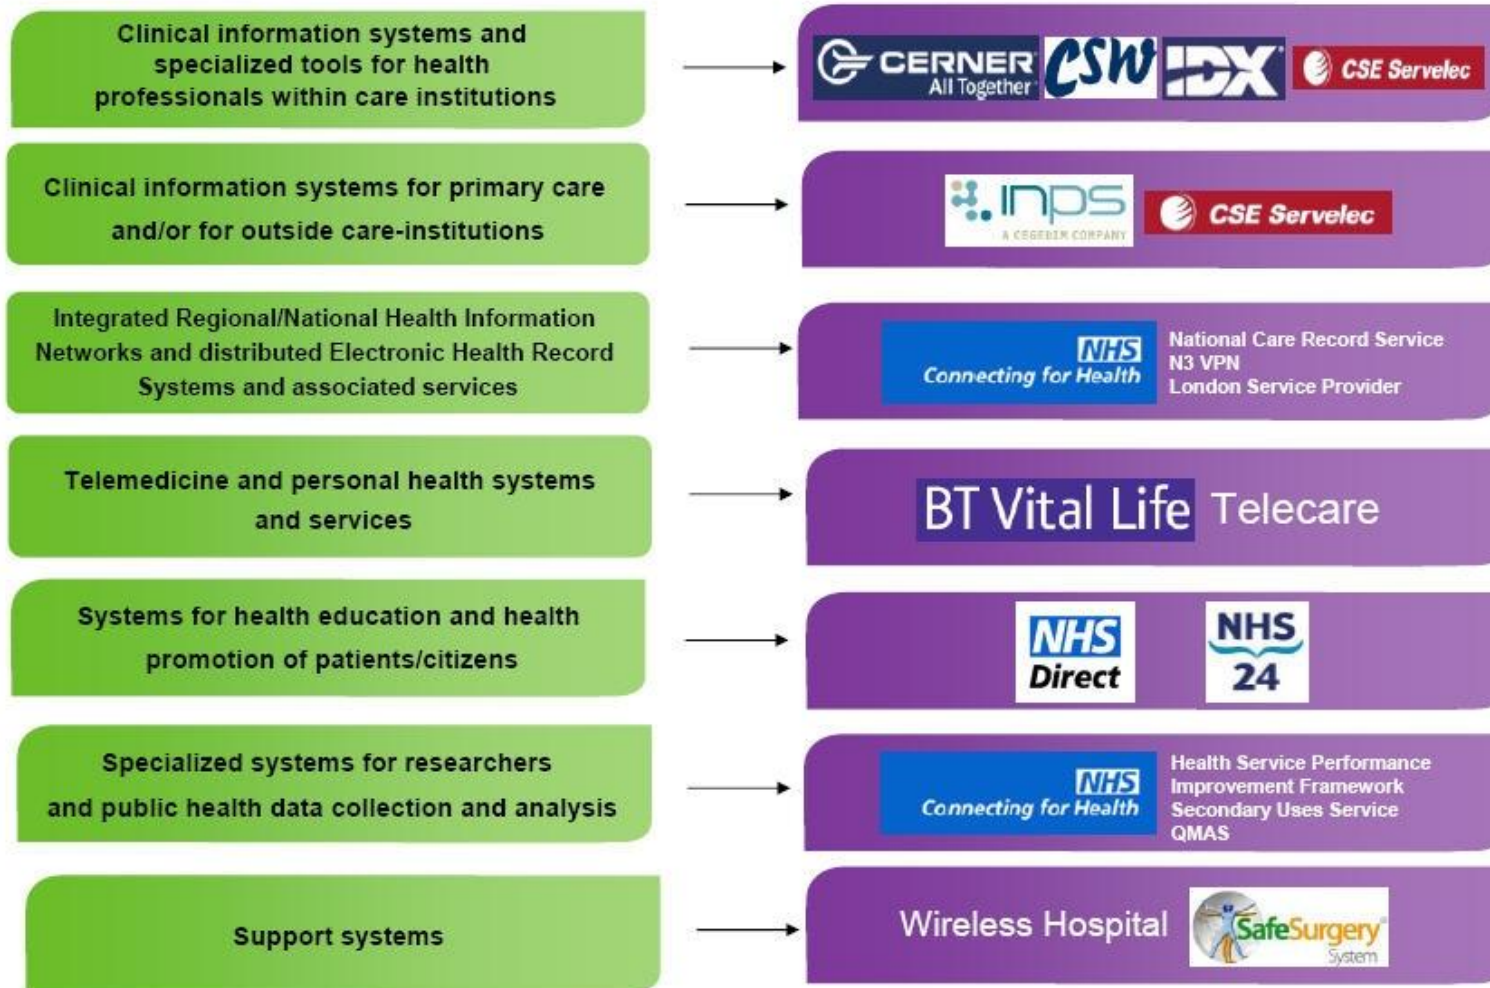 Clinical information systems and
specialized tools for health
professionals within care institutions
CERNER
All Together
CSW
IDX
CSE Servelec
Clinical information systems for primary care
and/or for outside care-institutions
INPS
A CEGEDIM COMPANY
CSE Servelec
Integrated Regional/National Health Information
Networks and distributed Electronic Health Record
Systems and associated services
NHS
Connecting for Health
National Care Record Service
N3 VPN
London Service Provider
Telemedicine and personal health systems
and services
BT Vital Life Telecare
Systems for health education and health
promotion of patients/citizens
NHS
Direct
NHS
24
Specialized systems for researchers
and public health data collection and analysis
NHS
Connecting for Health
Health Service Performance
Improvement Framework
Secondary Uses Service
QMAS
Support systems
Wireless Hospital
SafeSurgery
System